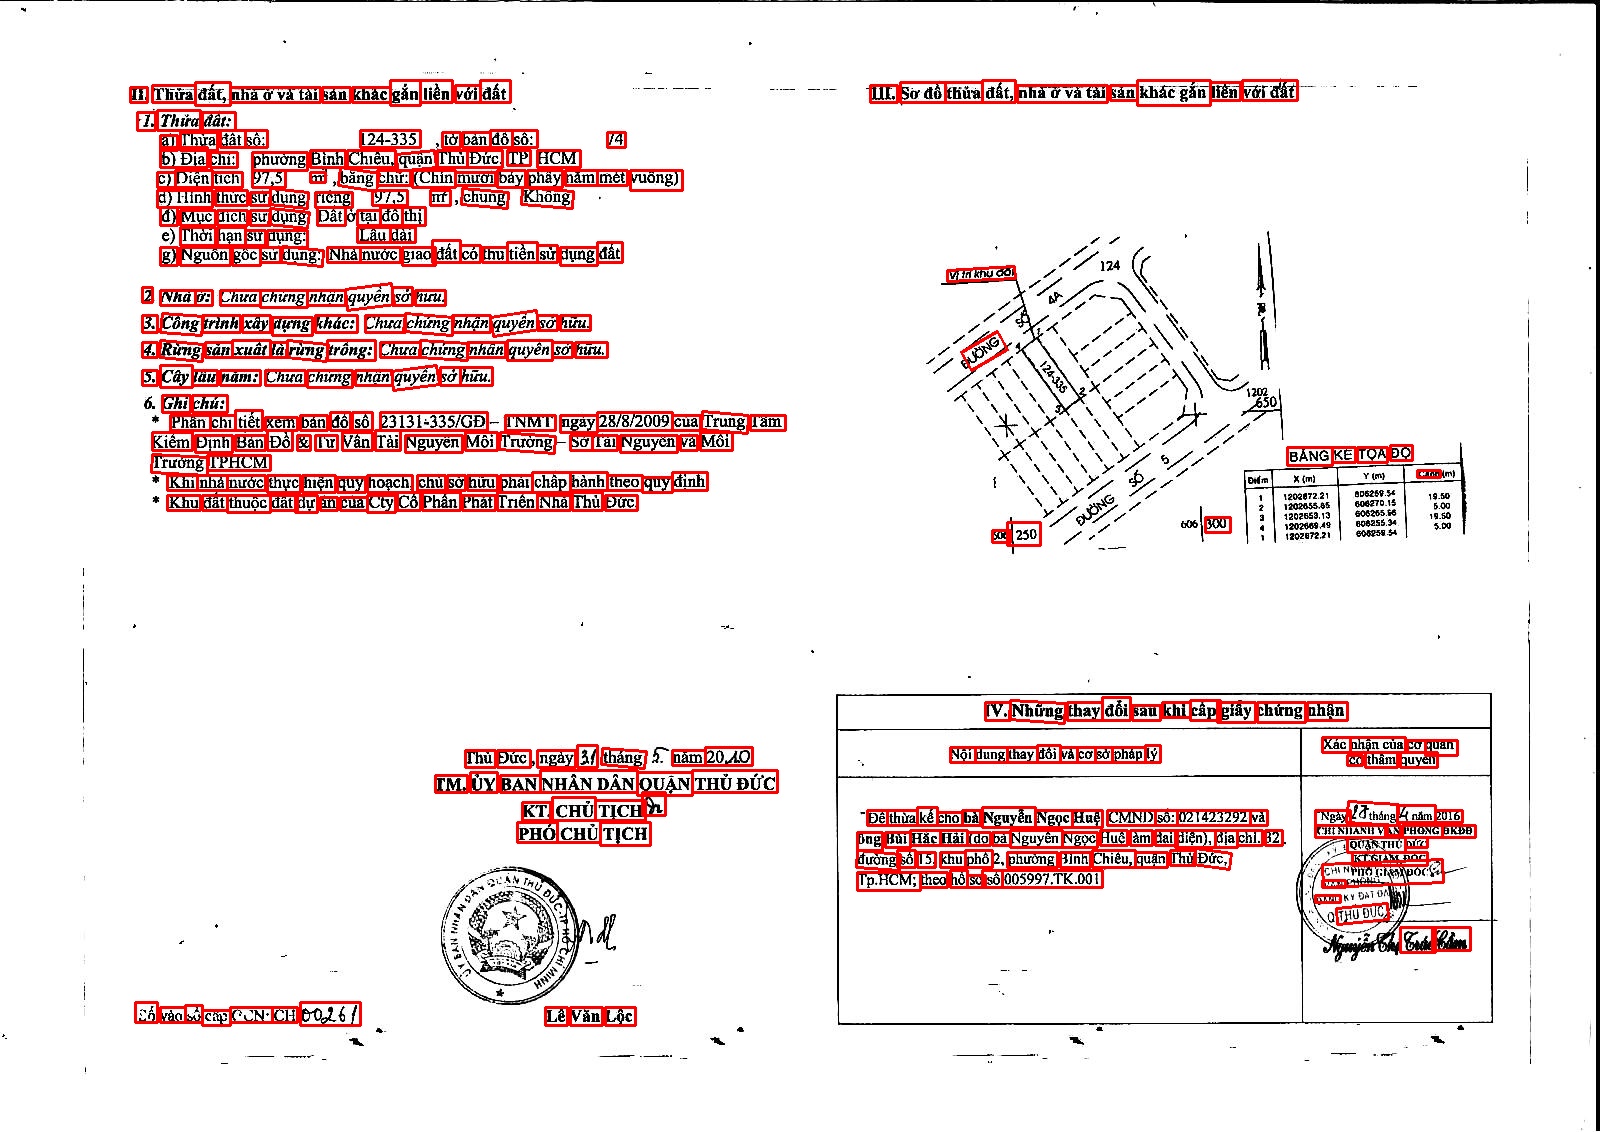 II. Thửa đất, nhà ở và tài sản khác gắn liền với đất
1. Thửa đất:
a) Thửa đất số: 124-335 , tờ bản đồ số: 74
b) Địa chỉ: phường Bình Chiểu, quận Thủ Đức. TP HCM
c) Diện tích 97,5 m² , bằng chữ: (Chín mươi bảy phẩy năm mét vuông)
d) Hình thức sử dụng riêng 97,5 m² , chung Không
đ) Mục đích sử dụng: Đất ở tại đô thị
e) Thời hạn sử dụng: Lâu dài
g) Nguồn gốc sử dụng: Nhà nước giao đất có thu tiền sử dụng đất
2 Nhà ở: Chưa chứng nhận quyền sở hữu.
3. Công trình xây dựng khác: Chưa chứng nhận quyền sở hữu.
4. Rừng sản xuất là rừng trồng: Chưa chứng nhận quyền sở hữu.
5. Cây lâu năm: Chưa chứng nhận quyền sở hữu.
6. Ghi chú:
* Phần chi tiết xem bản đồ số 23131-335/GĐ – TNMT ngày 28/8/2009 của Trung Tâm
Kiểm Định Bản Đồ & Tư Vấn Tài Nguyên Môi Trường – Sở Tài Nguyên và Môi
Trường TPHCM
* Khi nhà nước thực hiện quy hoạch, chủ sở hữu phải chấp hành theo quy định
* Khu đất thuộc đất dự án của Cty Cổ Phần Phát Triển Nhà Thủ Đức
Thủ Đức, ngày 31 tháng 5 năm 2010
TM. ỦY BAN NHÂN DÂN QUẬN THỦ ĐỨC
KT. CHỦ TỊCH
PHÓ CHỦ TỊCH
ỦY BAN NHÂN DÂN QUẬN THỦ ĐỨC-TP HỒ CHÍ MINH
Lê Văn Lộc
Số vào sổ cấp GCN: CH 00261
III. Sơ đồ thửa đất, nhà ở và tài sản khác gắn liền với đất
Vị trí khu đất
124
ĐƯỜNG SỐ 4A
124-335
1202
650
ĐƯỜNG SỐ 5
606 250
606 300
BẢNG KÊ TỌA ĐỘ
Điểm X (m) Y (m) Cạnh (m)
1 1202672.21 606259.54
19.50
2 1202655.85 606270.15
5.00
3 1202653.13 606265.96
19.50
4 1202669.49 606255.34
5.00
1 1202672.21 606259.54
IV. Những thay đổi sau khi cấp giấy chứng nhận
Nội dung thay đổi và cơ sở pháp lý
Xác nhận của cơ quan
có thẩm quyền
Để thừa kế cho bà Nguyễn Ngọc Huệ CMND số: 021423292 và
ông Bùi Hắc Hải (do bà Nguyễn Ngọc Huệ làm đại diện), địa chỉ: 32,
đường số 15, khu phố 2, phường Bình Chiểu, quận Thủ Đức,
Tp.HCM; theo hồ sơ số 005997.TK.001
Ngày 28 tháng 4 năm 2016
CHI NHÁNH VĂN PHÒNG ĐKĐĐ
QUẬN THỦ ĐỨC
KT.GIÁM ĐỐC
PHÓ GIÁM ĐỐC
Q THỦ ĐỨC